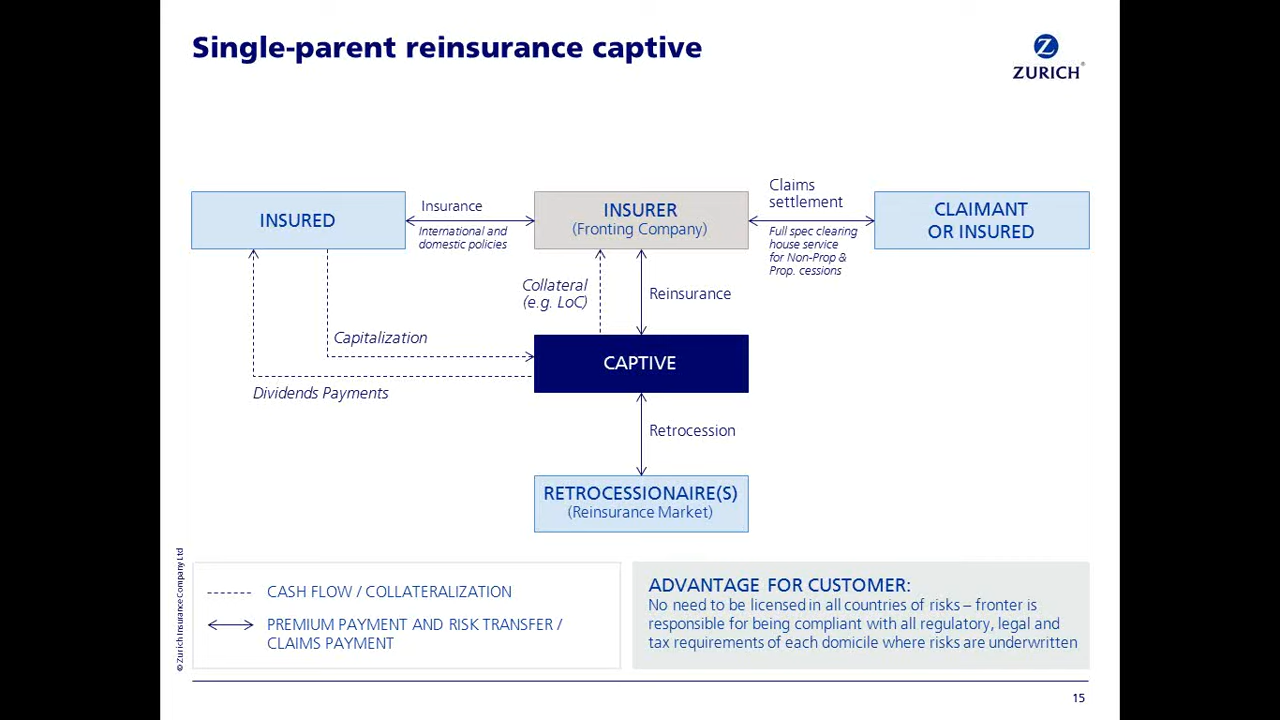 Single-parent reinsurance captive
Z
ZURICH®
INSURED
Insurance
International and
domestic policies
INSURER
(Fronting Company)
Claims
settlement
Full spec clearing
house service
for Non-Prop &
Prop. cessions
CLAIMANT
OR INSURED
Collateral
(e.g. LoC)
Reinsurance
Capitalization
CAPTIVE
Dividends Payments
Retrocession
RETROCESSIONAIRE(S)
(Reinsurance Market)
© Zurich Insurance Company Ltd
CASH FLOW / COLLATERALIZATION
PREMIUM PAYMENT AND RISK TRANSFER /
CLAIMS PAYMENT
ADVANTAGE FOR CUSTOMER:
No need to be licensed in all countries of risks – fronter is
responsible for being compliant with all regulatory, legal and
tax requirements of each domicile where risks are underwritten
15